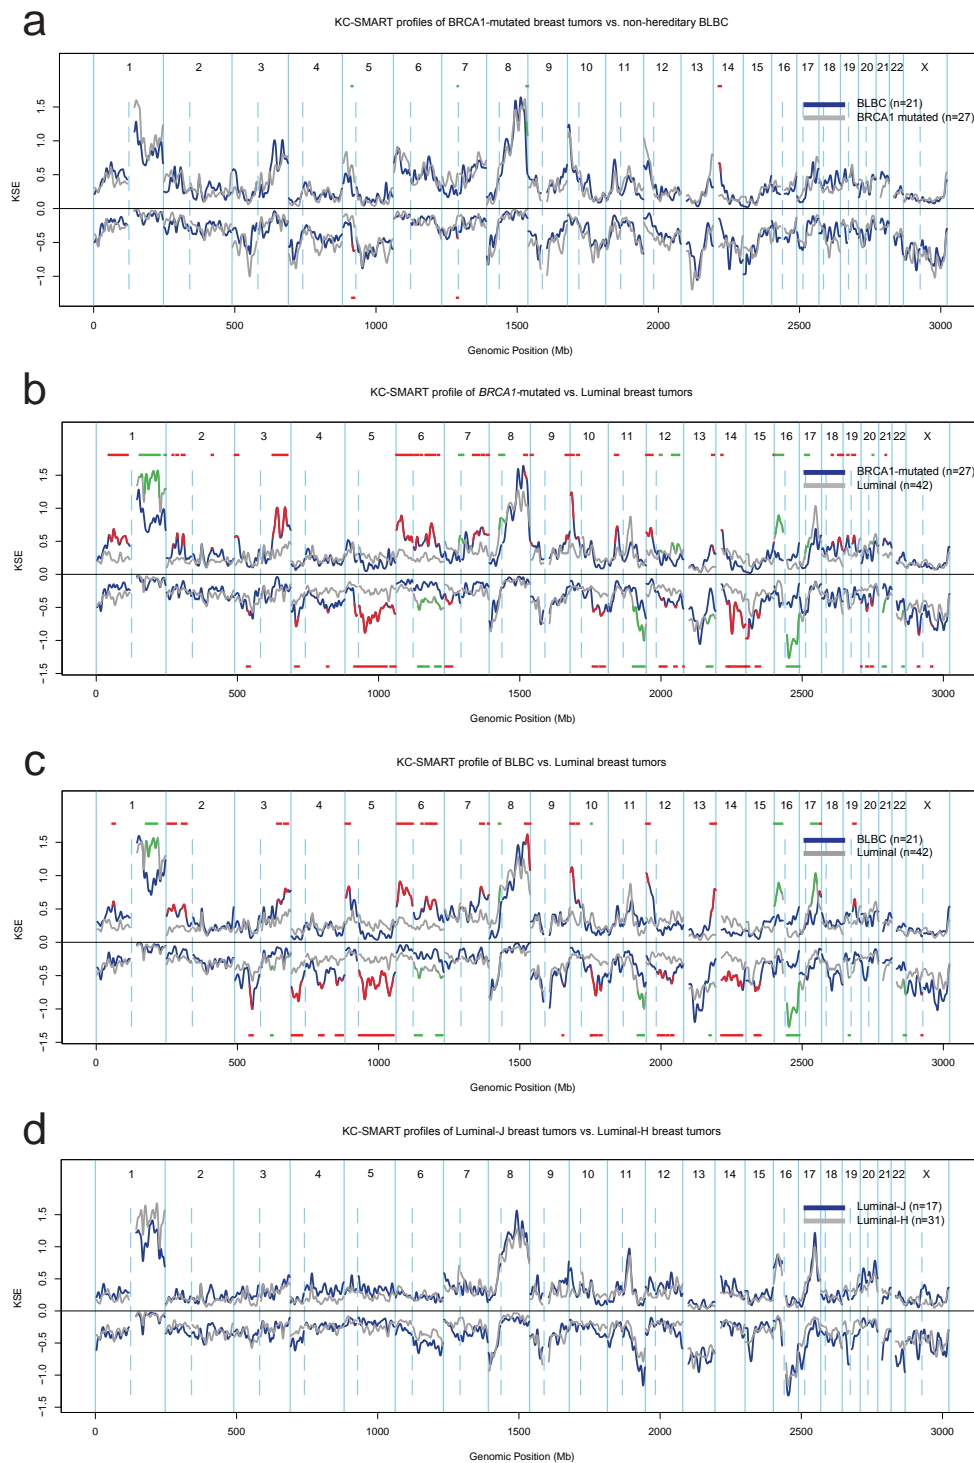 a
KC-SMART profiles of BRCA1-mutated breast tumors vs. non-hereditary BLBC
1 2 3 4 5 6 7 8 9 10 11 12 13 14 15 16 17 18 19 20 21 22 X
BLBC (n=21)
BRCA1 mutated (n=27)
KSE
1.5
1.0
0.5
0.0
−0.5
−1.0
0 500 1000 1500 2000 2500 3000
Genomic Position (Mb)
b
KC-SMART profile of BRCA1-mutated vs. Luminal breast tumors
1 2 3 4 5 6 7 8 9 10 11 12 13 14 15 16 17 18 19 20 21 22 X
BRCA1-mutated (n=27)
Luminal (n=42)
KSE
1.5
1.0
0.5
0.0
−0.5
−1.0
−1.5
0 500 1000 1500 2000 2500 3000
Genomic Position (Mb)
c
KC-SMART profile of BLBC vs. Luminal breast tumors
1 2 3 4 5 6 7 8 9 10 11 12 13 14 15 16 17 18 19 20 21 22 X
BLBC (n=21)
Luminal (n=42)
KSE
1.5
1.0
0.5
0.0
−0.5
−1.0
−1.5
0 500 1000 1500 2000 2500 3000
Genomic Position (Mb)
d
KC-SMART profiles of Luminal-J breast tumors vs. Luminal-H breast tumors
1 2 3 4 5 6 7 8 9 10 11 12 13 14 15 16 17 18 19 20 21 22 X
Luminal-J (n=17)
Luminal-H (n=31)
KSE
1.5
1.0
0.5
0.0
−0.5
−1.0
−1.5
0 500 1000 1500 2000 2500 3000
Genomic Position (Mb)